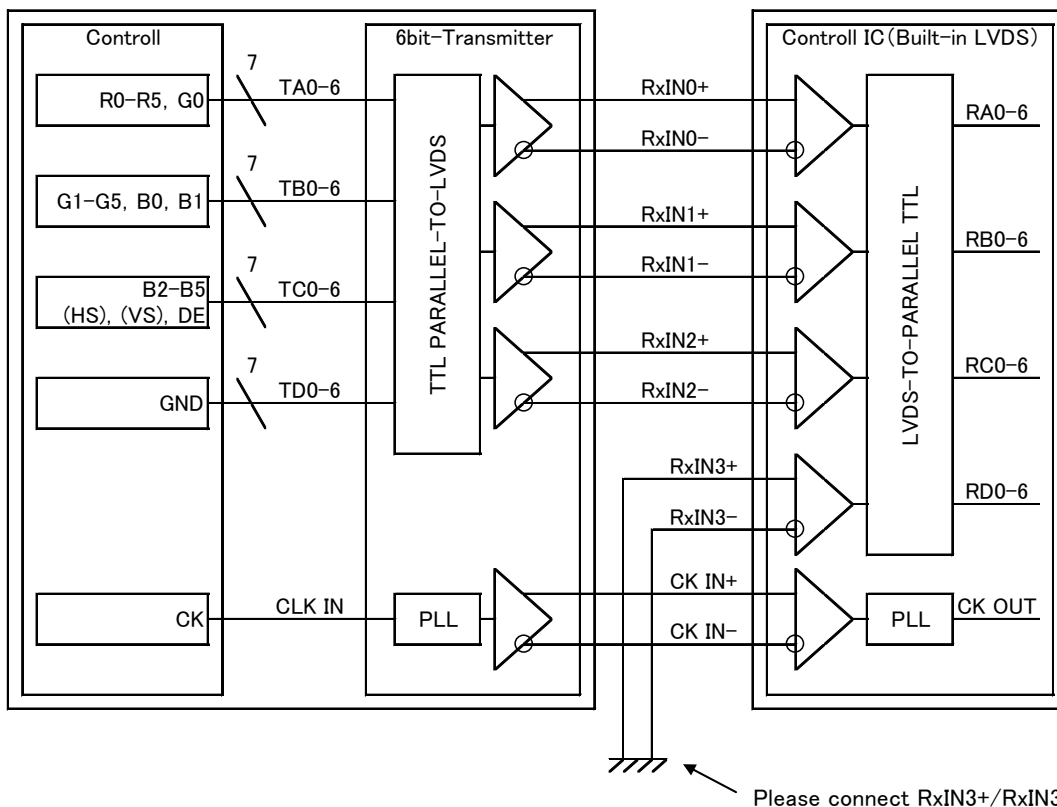 Controll
6bit-Transmitter
Controll IC(Built-in LVDS)
7
R0-R5, G0
TA0-6
RxIN0+
RA0-6
RxIN0-
7
G1-G5, B0, B1
TB0-6
RxIN1+
RB0-6
RxIN1-
7
B2-B5
(HS), (VS), DE
TC0-6
RxIN2+
RC0-6
RxIN2-
7
GND
TD0-6
TTL PARALLEL-TO-LVDS
LVDS-TO-PARALLEL TTL
RxIN3+
RD0-6
RxIN3-
CK
CLK IN
PLL
CK IN+
CK IN-
PLL
CK OUT
Please connect RxIN3+/RxIN3